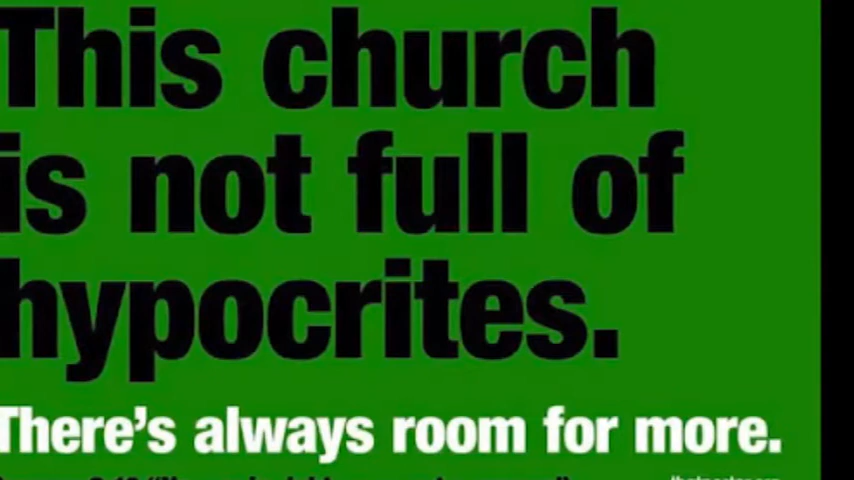 This church
is not full of
hypocrites.
There's always room for more.